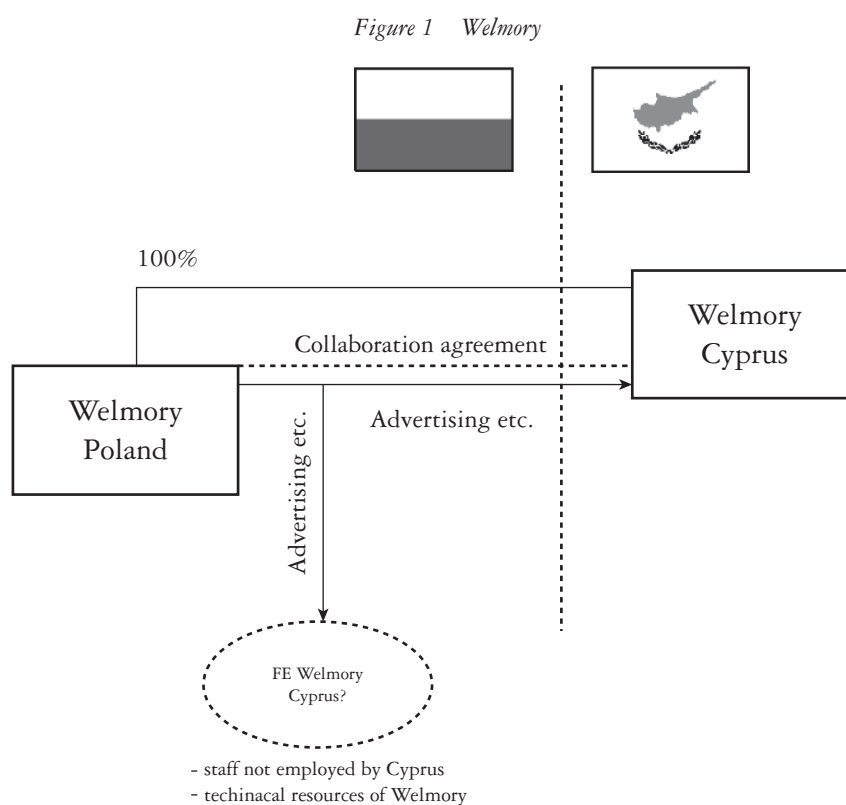 Figure 1 Welmory
100%
Welmory
Cyprus
Collaboration agreement
Welmory
Poland
Advertising etc.
Advertising etc.
FE Welmory
Cyprus?
- staff not employed by Cyprus
- techinacal resources of Welmory